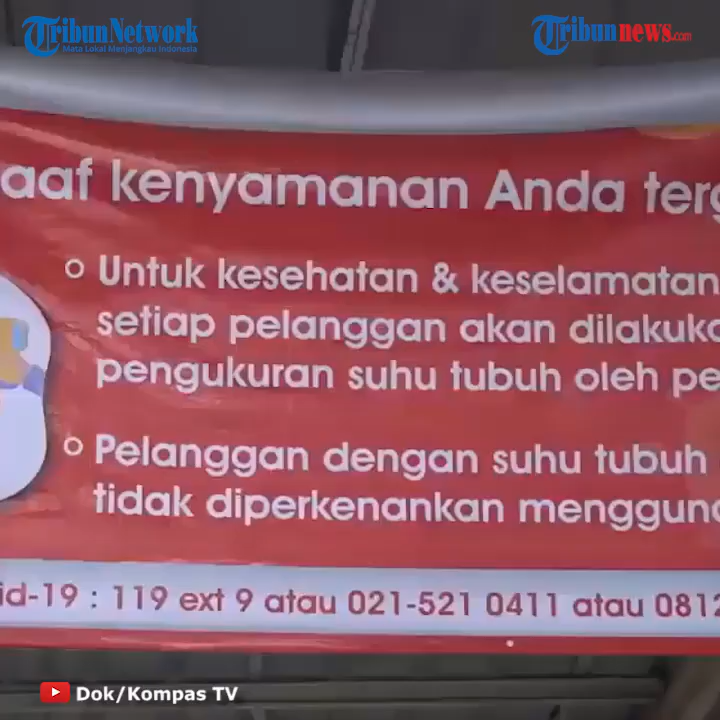 TribunNetwork
Mata Lokal Menjangkau Indonesia
Tribunnews.com
aaf kenyamanan Anda terg
Untuk kesehatan & keselamatan
setiap pelanggan akan dilakuka
pengukuran suhu tubuh oleh pe
Pelanggan dengan suhu tubuh
tidak diperkenankan mengguna
id-19 : 119 ext 9 atau 021-521 0411 atau 0812
Dok/Kompas TV